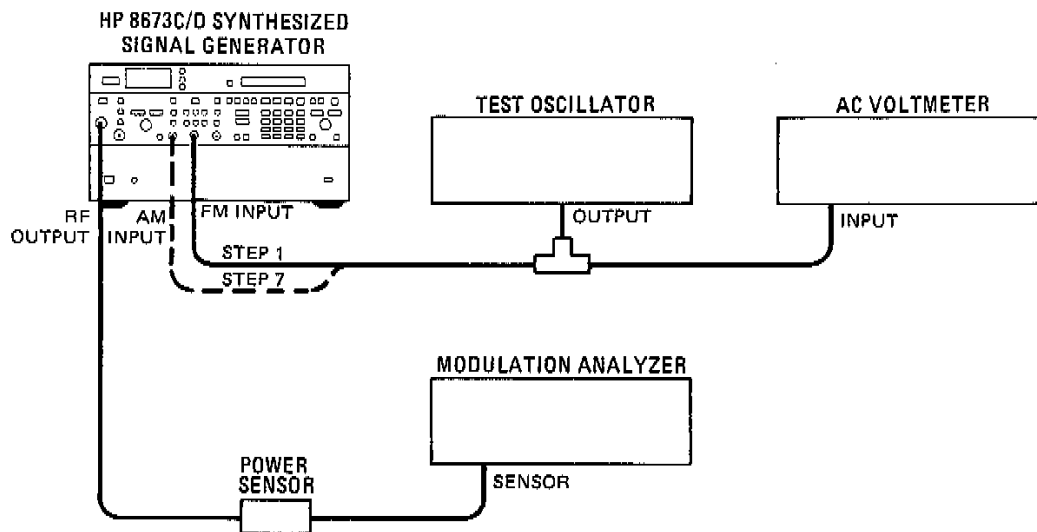 HP 8673C/D SYNTHESIZED
SIGNAL GENERATOR
TEST OSCILLATOR
AC VOLTMETER
RF
OUTPUT
AM
INPUT
FM INPUT
OUTPUT
INPUT
STEP 1
STEP 7
MODULATION ANALYZER
POWER
SENSOR
SENSOR